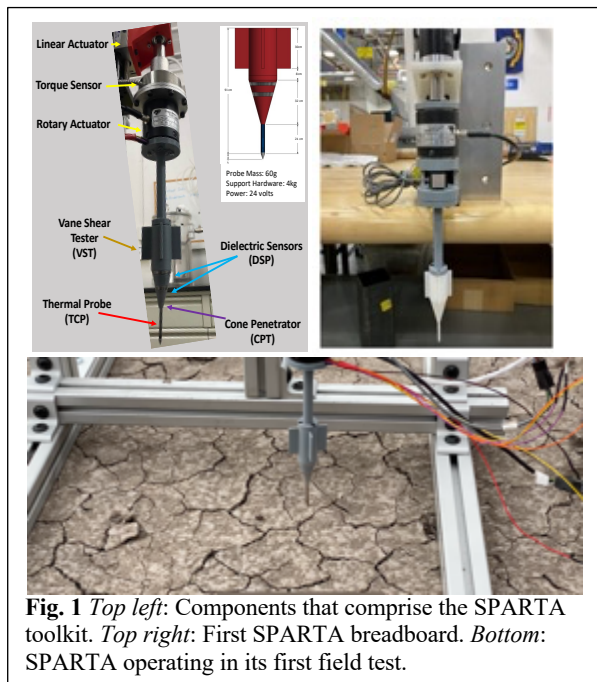 Linear Actuator
Torque Sensor
Rotary Actuator
Probe Mass: 60g
Support Hardware: 4kg
Power: 24 volts
Vane Shear
Tester
(VST)
Dielectric Sensors
(DSP)
Thermal Probe
(TCP)
Cone Penetrator
(CPT)
Fig. 1 Top left: Components that comprise the SPARTA
toolkit. Top right: First SPARTA breadboard. Bottom:
SPARTA operating in its first field test.